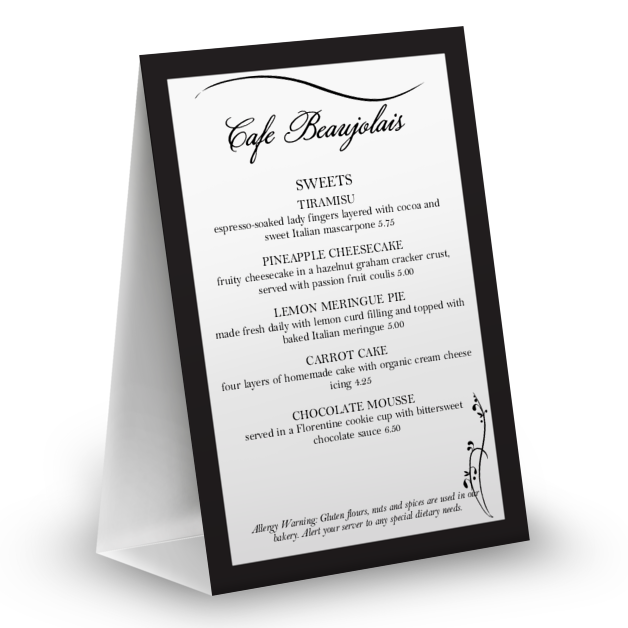 Cafe Beaujolais
SWEETS
TIRAMISU
espresso-soaked lady fingers layered with cocoa and
sweet Italian mascarpone 5.75
PINEAPPLE CHEESECAKE
fruity cheesecake in a hazelnut graham cracker crust,
served with passion fruit coulis 5.00
LEMON MERINGUE PIE
made fresh daily with lemon curd filling and topped with
baked Italian meringue 5.00
CARROT CAKE
four layers of homemade cake with organic cream cheese
icing 4.25
CHOCOLATE MOUSSE
served in a Florentine cookie cup with bittersweet
chocolate sauce 6.50
Allergy Warning: Gluten flours, nuts and spices are used in our
bakery. Alert your server to any special dietary needs.